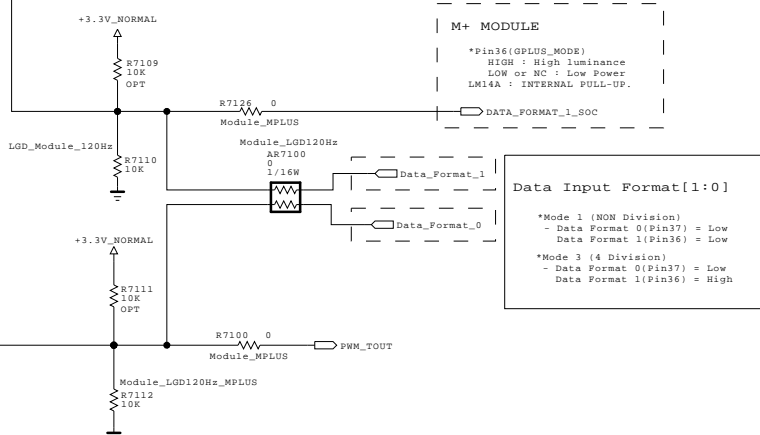 +3.3V_NORMAL
R7109
10K
OPT
M+ MODULE
*Pin36(GPLUS_MODE)
HIGH : High luminance
LOW or NC : Low Power
LM14A : INTERNAL PULL-UP.
R7126 0
Module_MPLUS
DATA_FORMAT_1_SOC
LGD_Module_120Hz
R7110
10K
Module_LGD120Hz
AR7100
0
1/16W
Data_Format_1
Data_Format_0
Data Input Format[1:0]
*Mode 1 (NON Division)
- Data Format 0(Pin37) = Low
Data Format 1(Pin36) = Low
*Mode 3 (4 Division)
- Data Format 0(Pin37) = Low
Data Format 1(Pin36) = High
+3.3V_NORMAL
R7111
10K
OPT
R7100 0
Module_MPLUS
PWM_TOUT
Module_LGD120Hz_MPLUS
R7112
10K